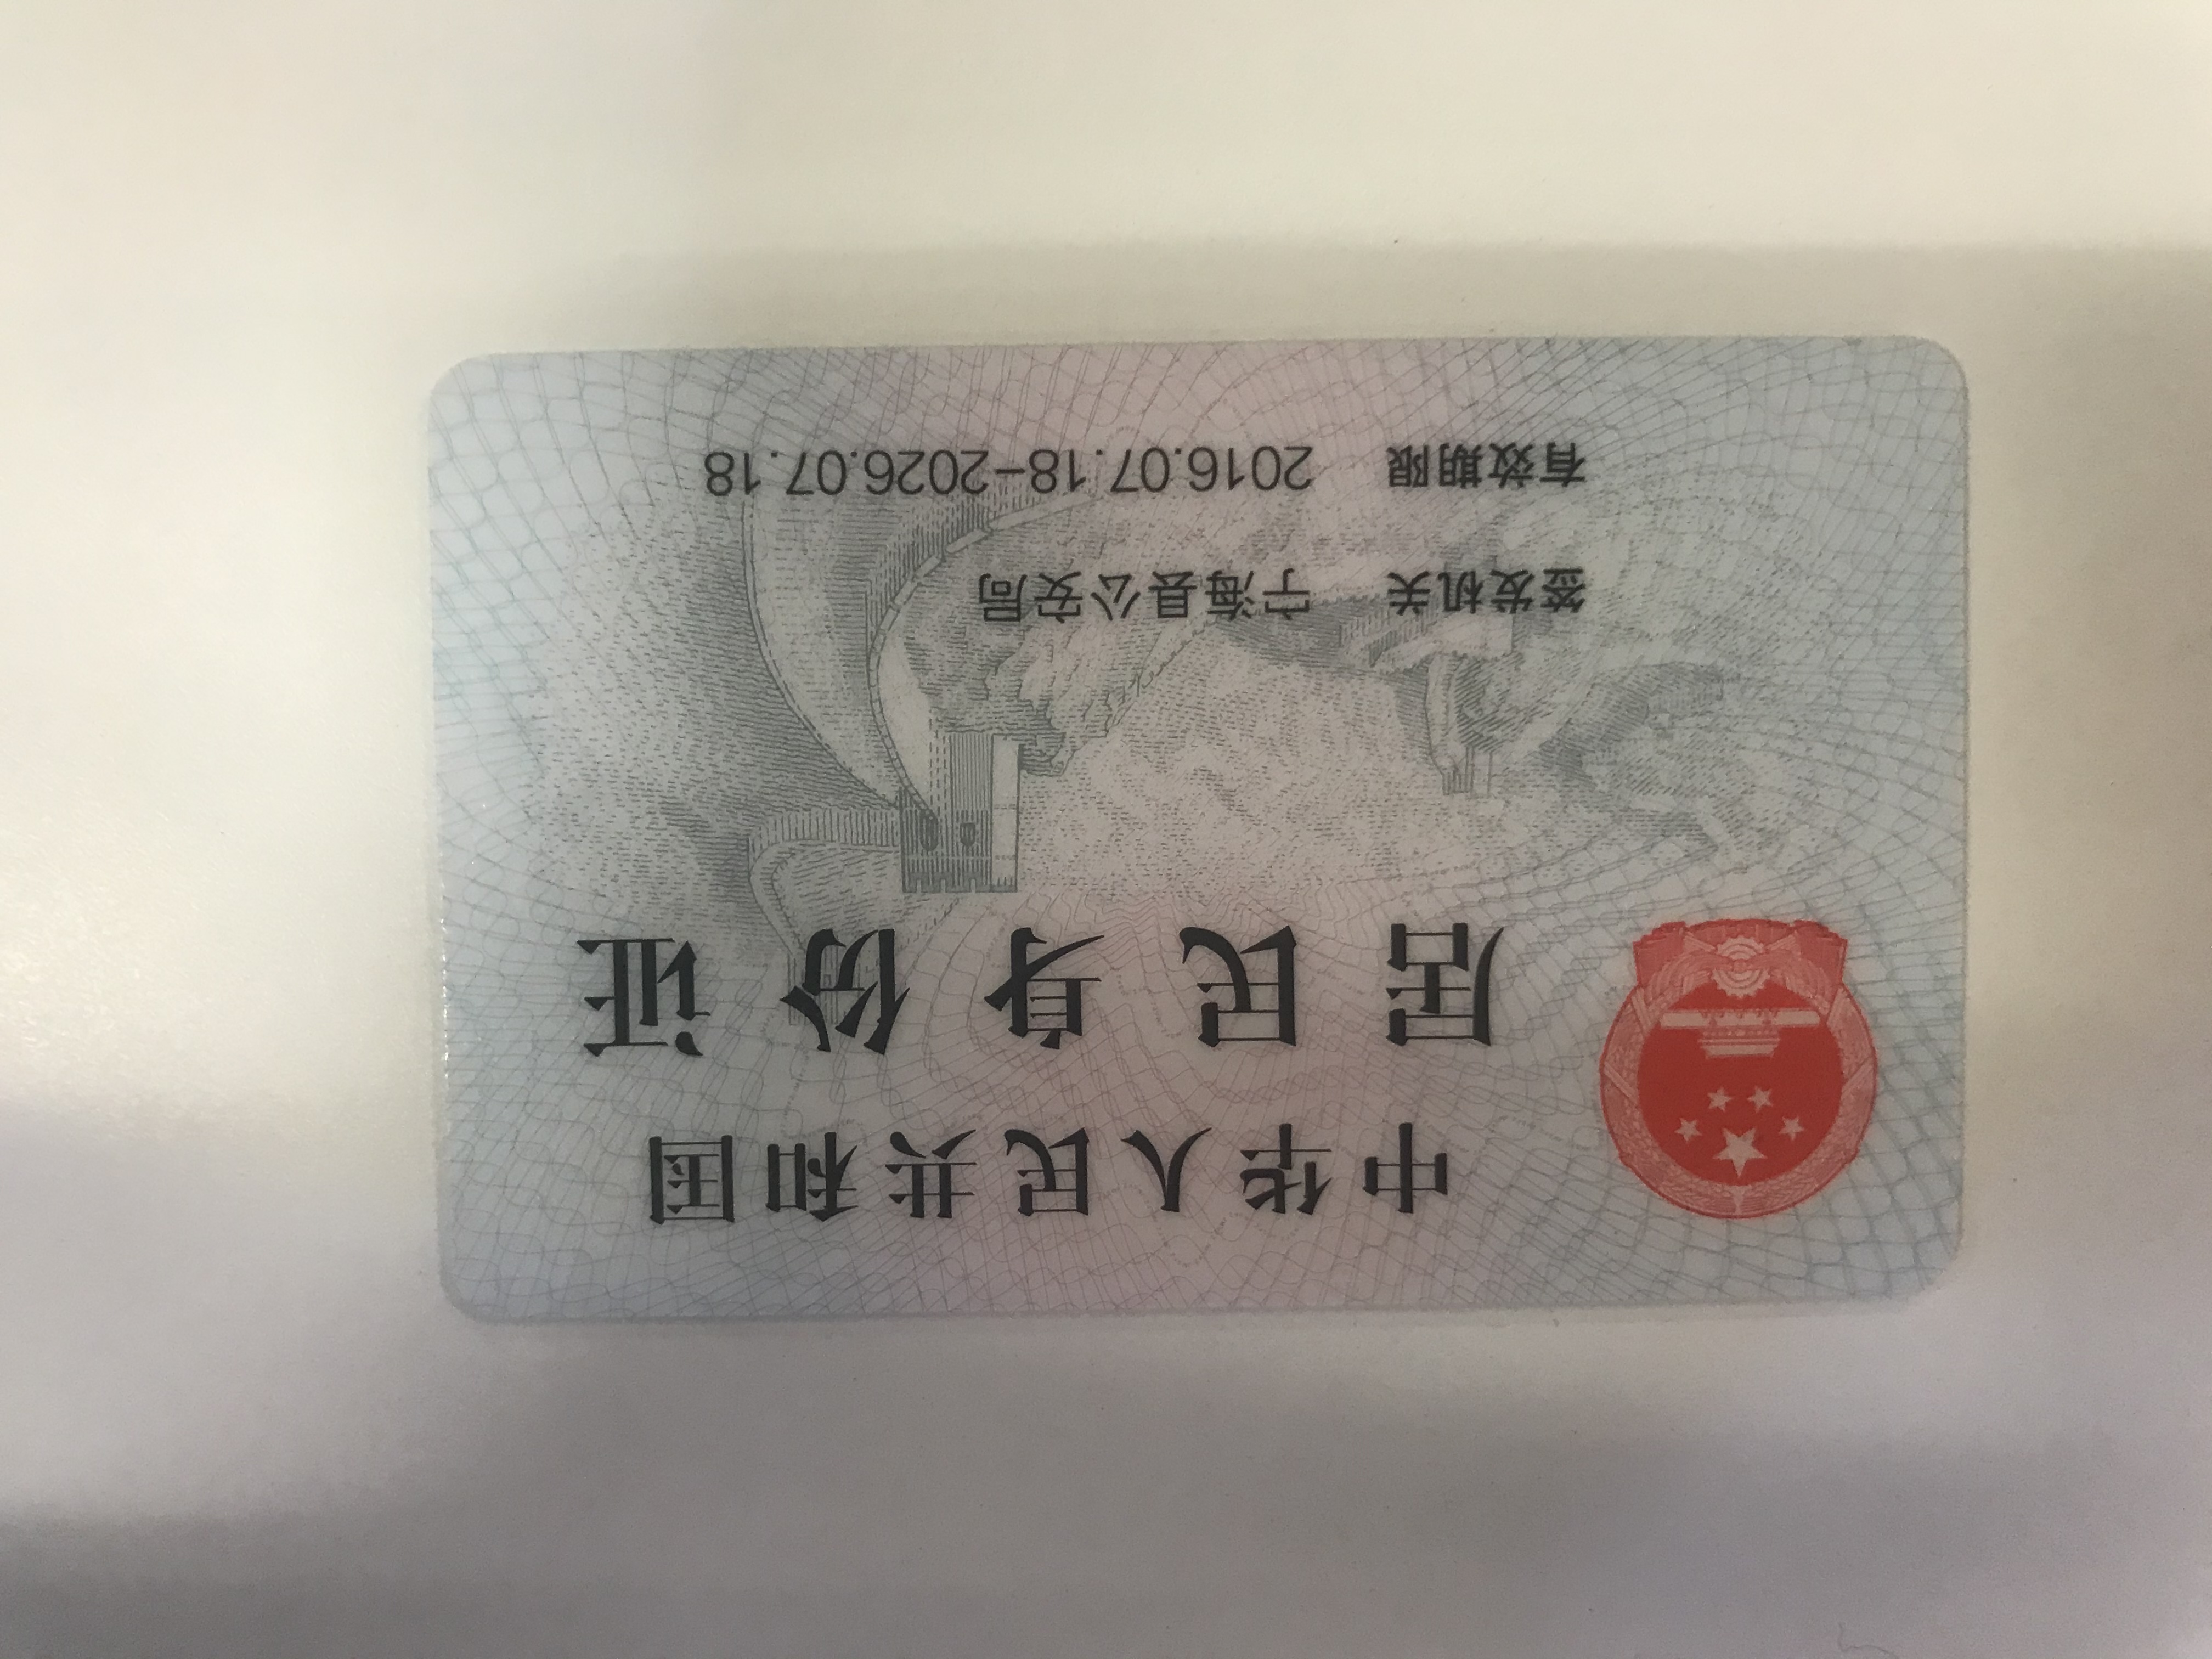 中华人民共和国
居民身份证
签发机关 宁海县公安局
有效期限 2016.07.18-2026.07.18